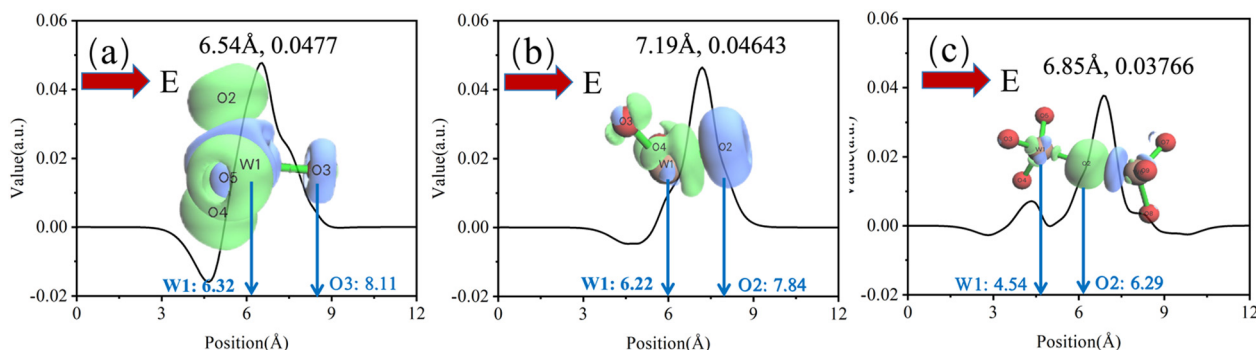 0.06
(a)
6.54Å, 0.0477
E
0.04
0.02
0.00
-0.02
Value(a.u.)
O2
W1
O3
O5
O4
W1: 6.32
O3: 8.11
0 3 6 9 12
Position(Å)
0.06
(b)
7.19Å, 0.04643
E
0.04
0.02
0.00
-0.02
Value(a.u.)
O3
O4
W1
O2
W1: 6.22
O2: 7.84
0 3 6 9 12
Position(Å)
0.06
(c)
6.85Å, 0.03766
E
0.04
0.02
0.00
-0.02
Value(a.u.)
W1
O4
W1: 4.54
O2: 6.29
0 3 6 9 12
Position(Å)